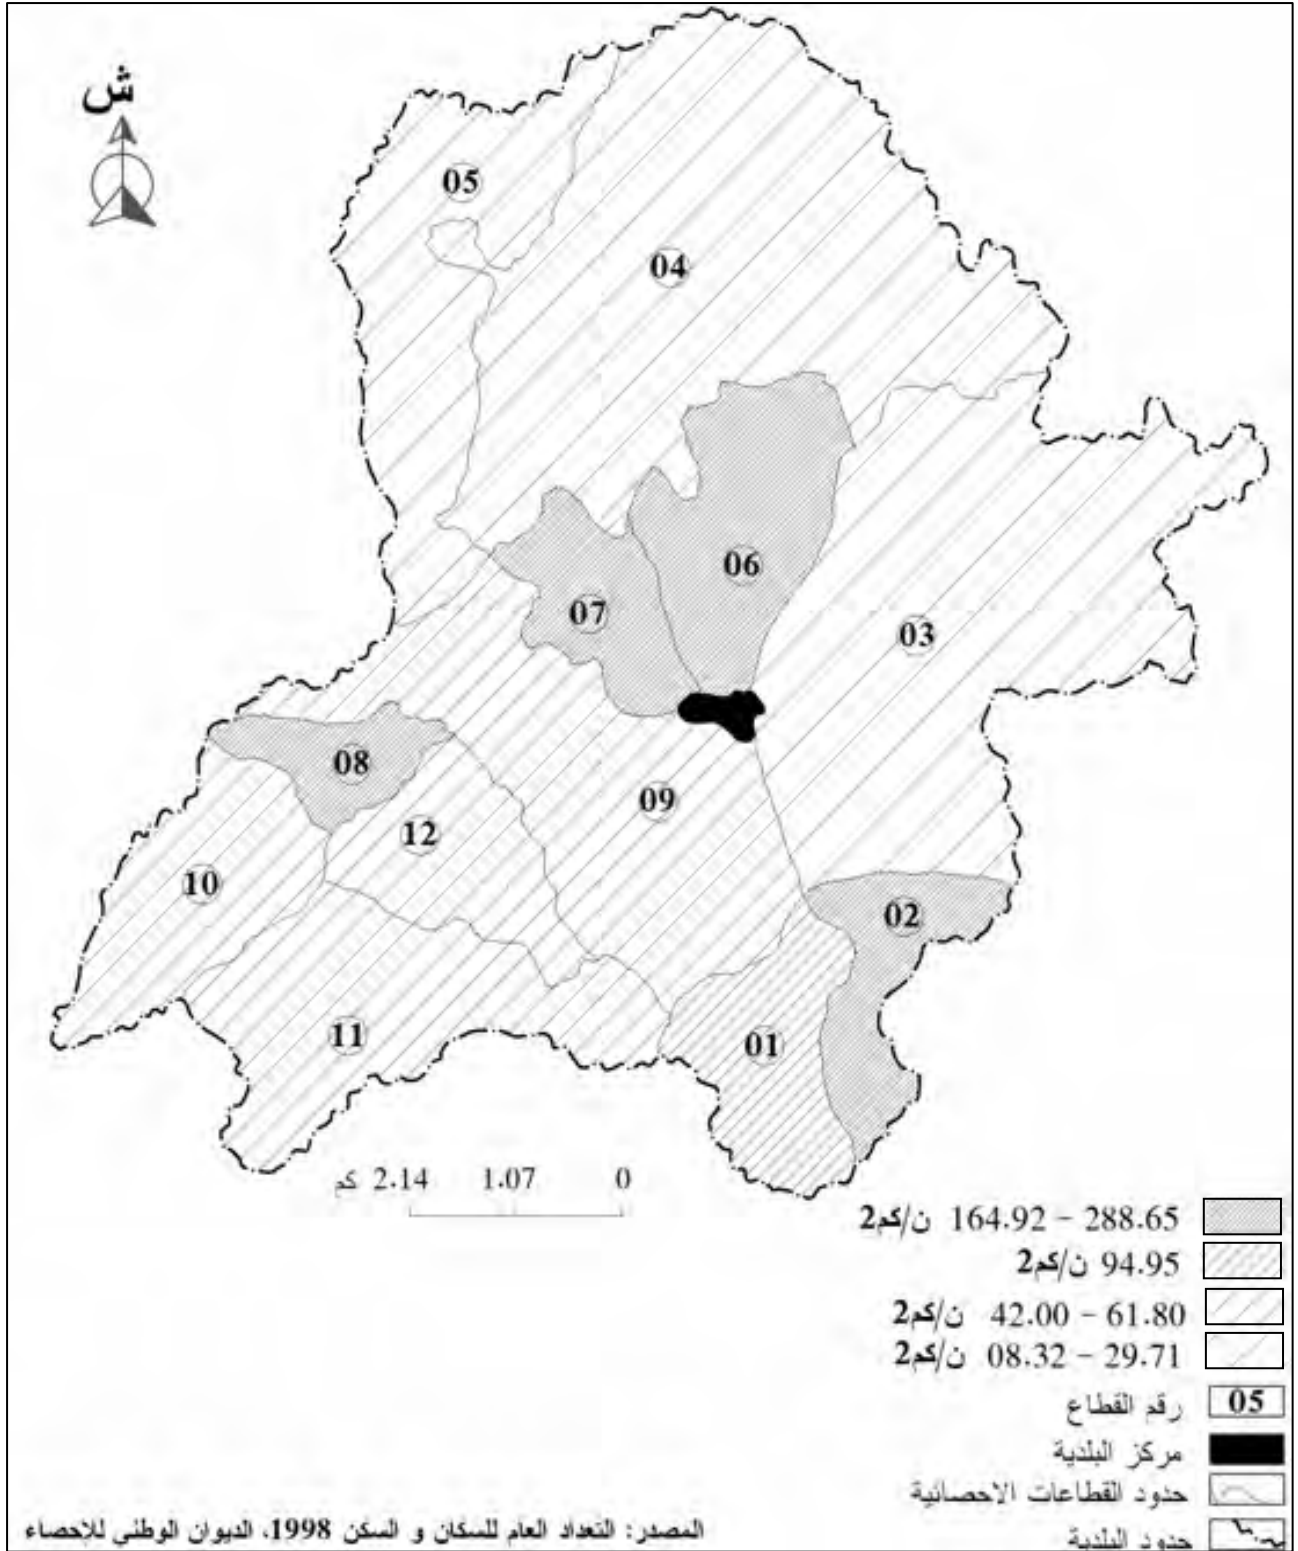 ش
05
04
06
07
03
08
09
12
10
02
11
01
0 1.07 2.14 كم
164.92 - 288.65 ن/كم2
94.95 ن/كم2
42.00 - 61.80 ن/كم2
08.32 - 29.71 ن/كم2
05 رقم القطاع
مركز البلدية
حدود القطاعات الاحصائية
حدود البلدية
المصدر: التعداد العام للسكان و السكن 1998، الديوان الوطني للإحصاء